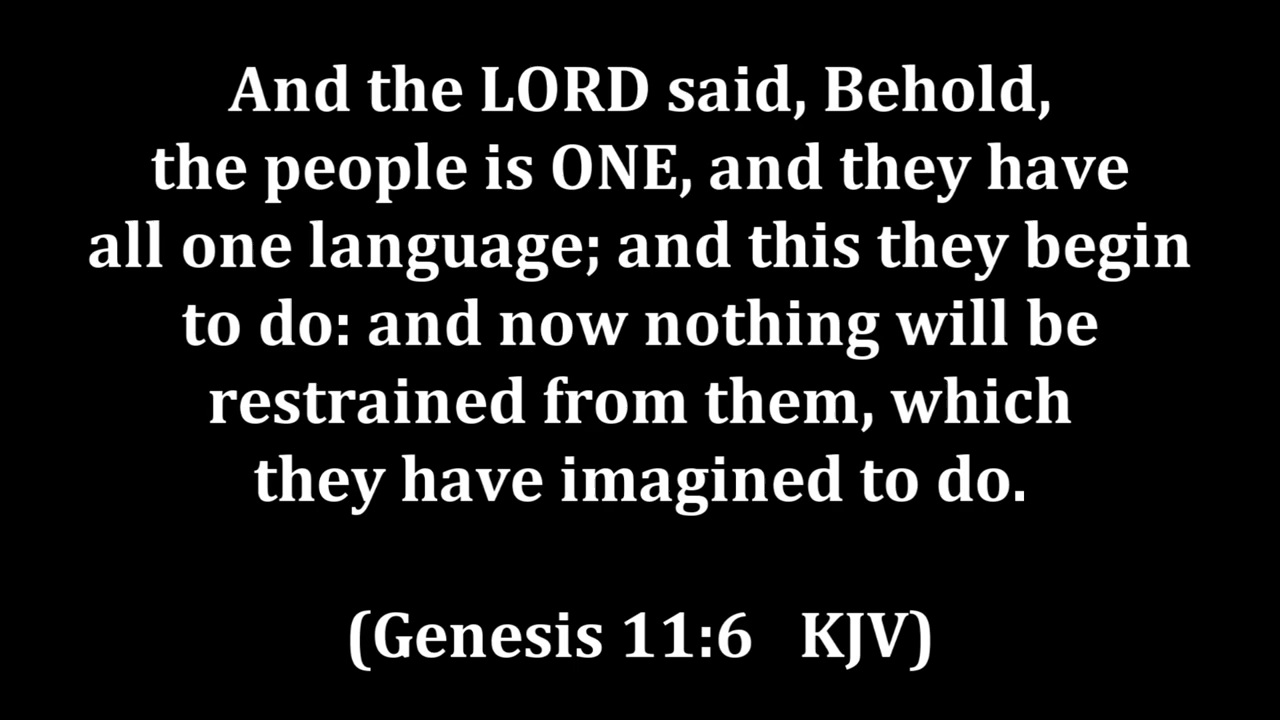 And the LORD said, Behold,
the people is ONE, and they have
all one language; and this they begin
to do: and now nothing will be
restrained from them, which
they have imagined to do.
(Genesis 11:6 KJV)